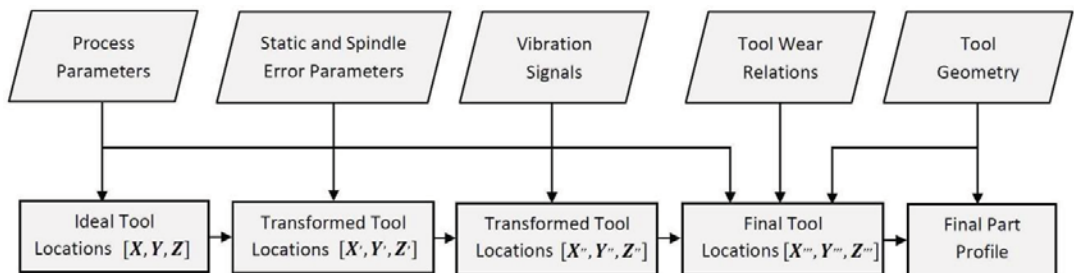 Process
Parameters
Static and Spindle
Error Parameters
Vibration
Signals
Tool Wear
Relations
Tool
Geometry
Ideal Tool
Locations [X, Y, Z]
Transformed Tool
Locations [X′, Y′, Z′]
Transformed Tool
Locations [X″, Y″, Z″]
Final Tool
Locations [X‴, Y‴, Z‴]
Final Part
Profile